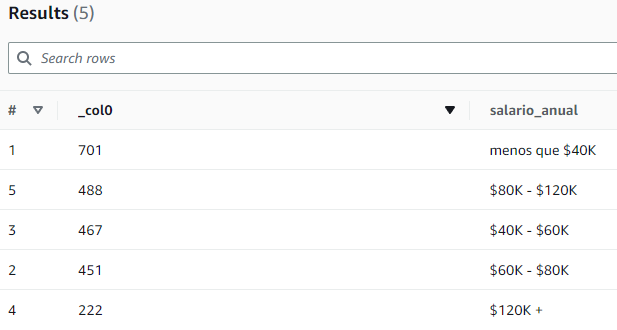 Results (5)
Search rows
# _col0 salario_anual
1 701 menos que $40K
5 488 $80K - $120K
3 467 $40K - $60K
2 451 $60K - $80K
4 222 $120K +